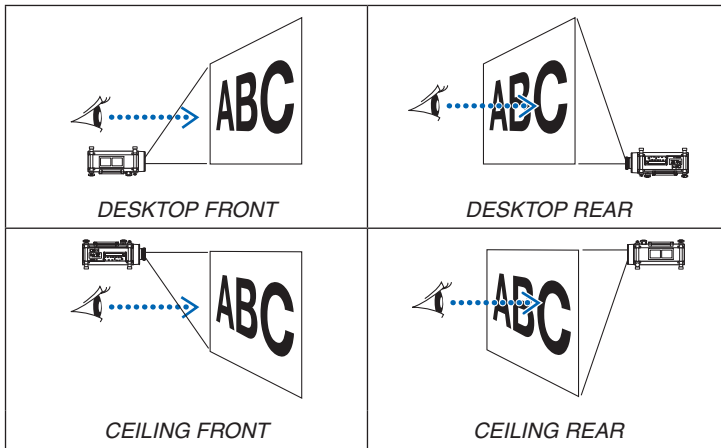 ABC
ABC
DESKTOP FRONT
DESKTOP REAR
ABC
ABC
CEILING FRONT
CEILING REAR